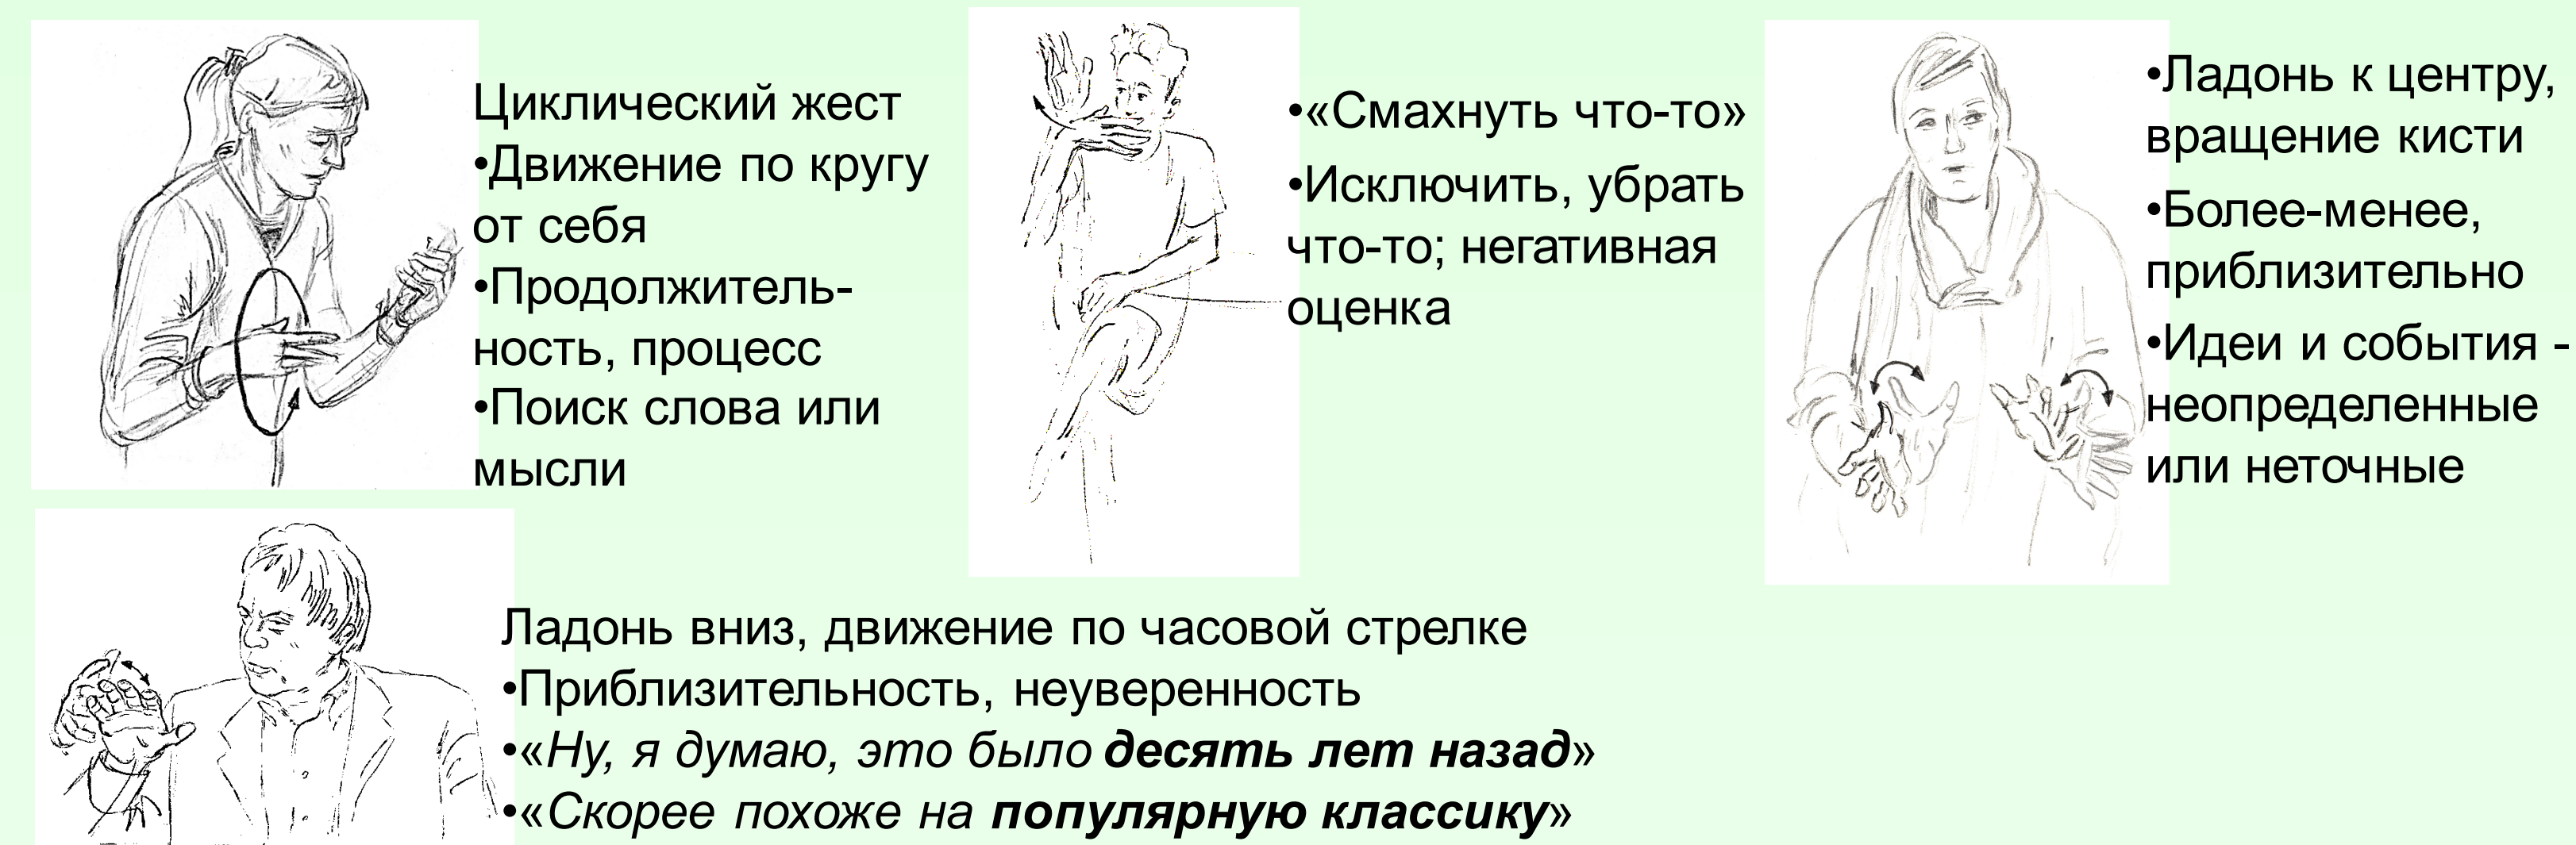 Циклический жест
•Движение по кругу
от себя
•Продолжитель-
ность, процесс
•Поиск слова или
мысли
•«Смахнуть что-то»
•Исключить, убрать
что-то; негативная
оценка
•Ладонь к центру,
вращение кисти
•Более-менее,
приблизительно
•Идеи и события -
неопределенные
или неточные
Ладонь вниз, движение по часовой стрелке
•Приблизительность, неуверенность
•«Ну, я думаю, это было десять лет назад»
•«Скорее похоже на популярную классику»